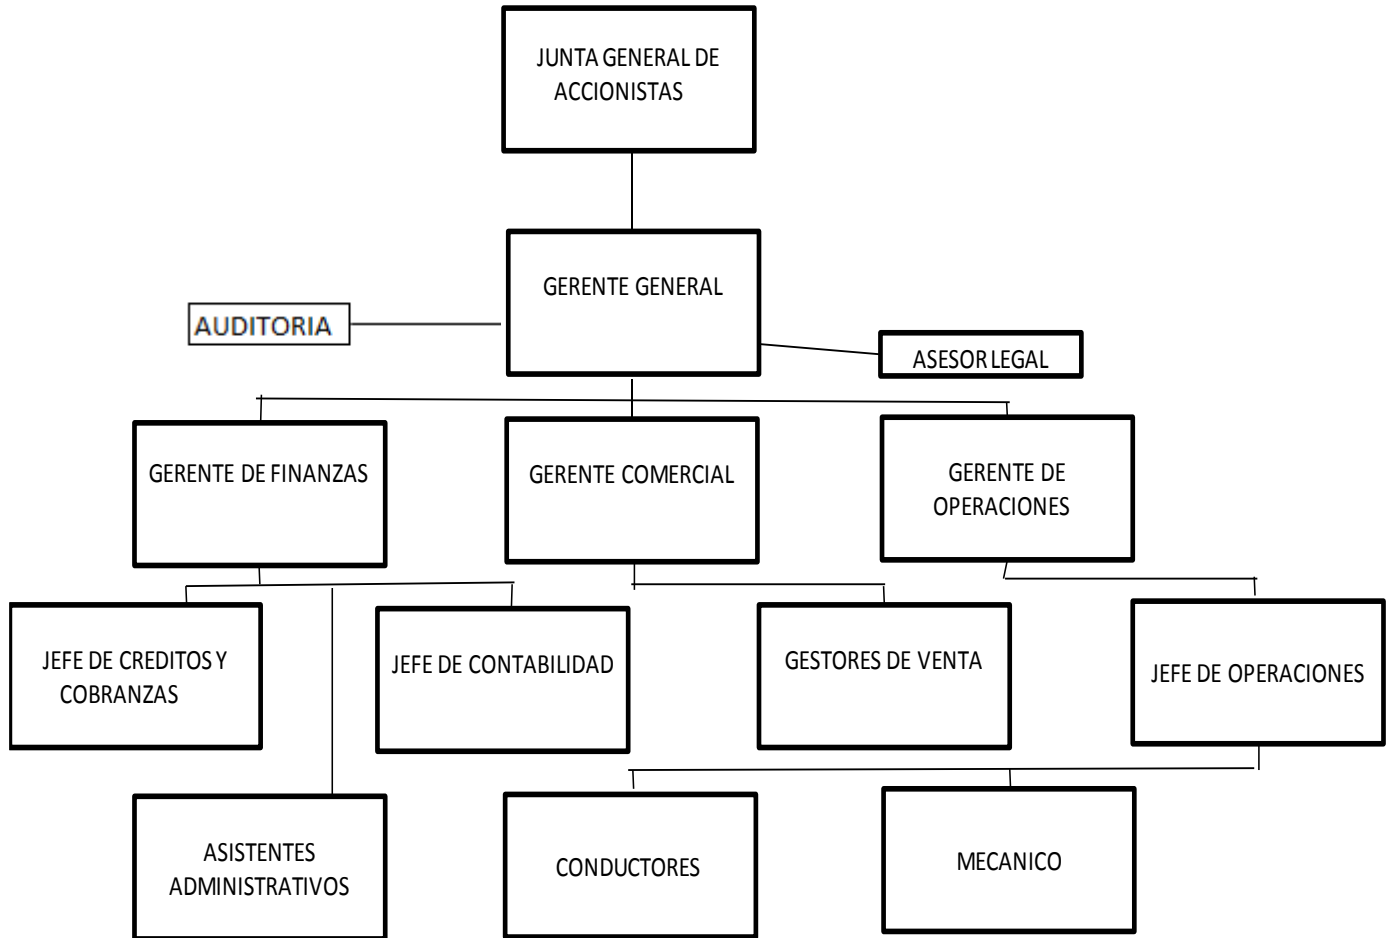 JUNTA GENERAL DE
ACCIONISTAS
GERENTE GENERAL
AUDITORIA
ASESOR LEGAL
GERENTE DE FINANZAS
GERENTE COMERCIAL
GERENTE DE
OPERACIONES
JEFE DE CREDITOS Y
COBRANZAS
JEFE DE CONTABILIDAD
GESTORES DE VENTA
JEFE DE OPERACIONES
ASISTENTES
ADMINISTRATIVOS
CONDUCTORES
MECANICO